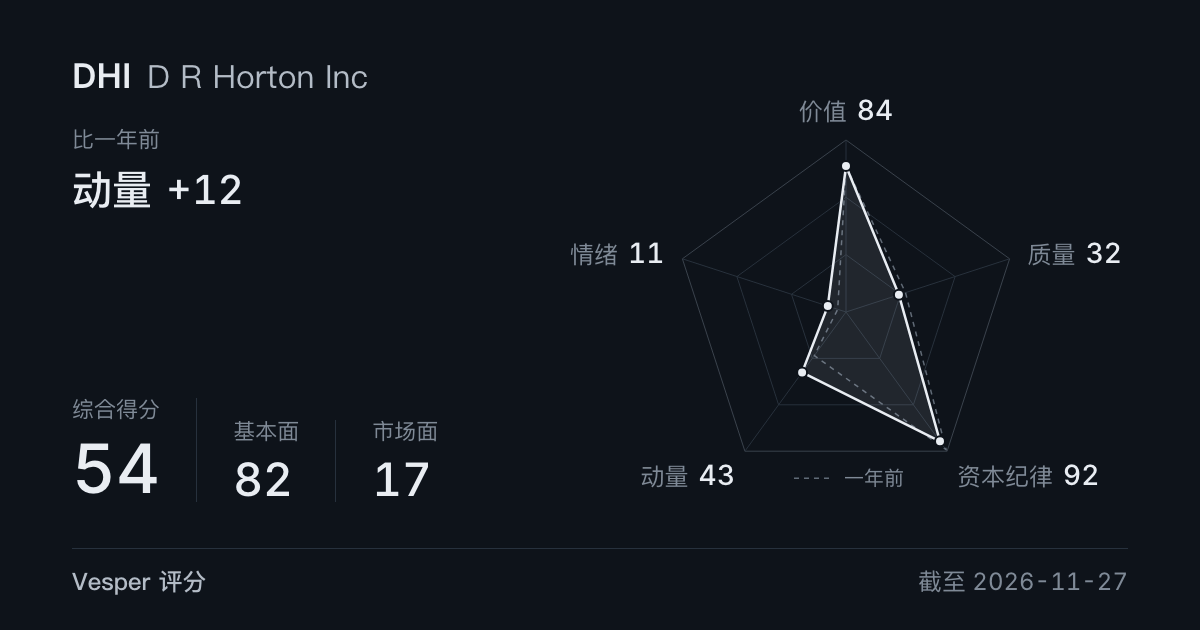 DHI D R Horton Inc
比一年前
动量 +12
价值 84
情绪 11
质量 32
动量 43
---- 一年前
资本纪律 92
综合得分
54
基本面
82
市场面
17
Vesper 评分
截至 2026-11-27